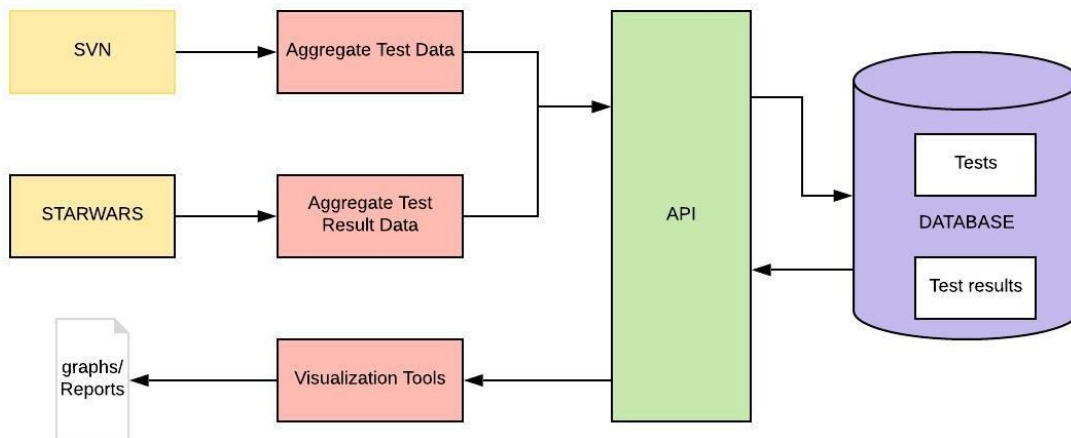 SVN
Aggregate Test Data
STARWARS
Aggregate Test
Result Data
API
Tests
DATABASE
Test results
graphs/
Reports
Visualization Tools